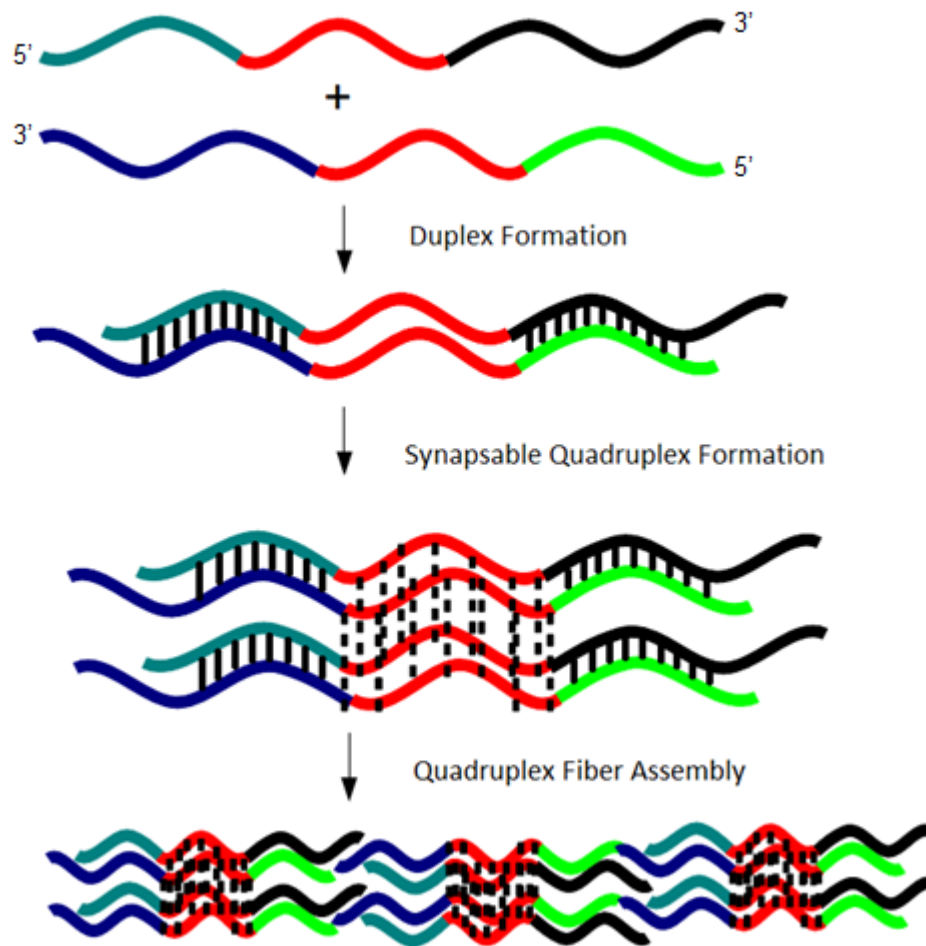 3’
5’
+
3’
5’
Duplex Formation
Synapsable Quadruplex Formation
Quadruplex Fiber Assembly